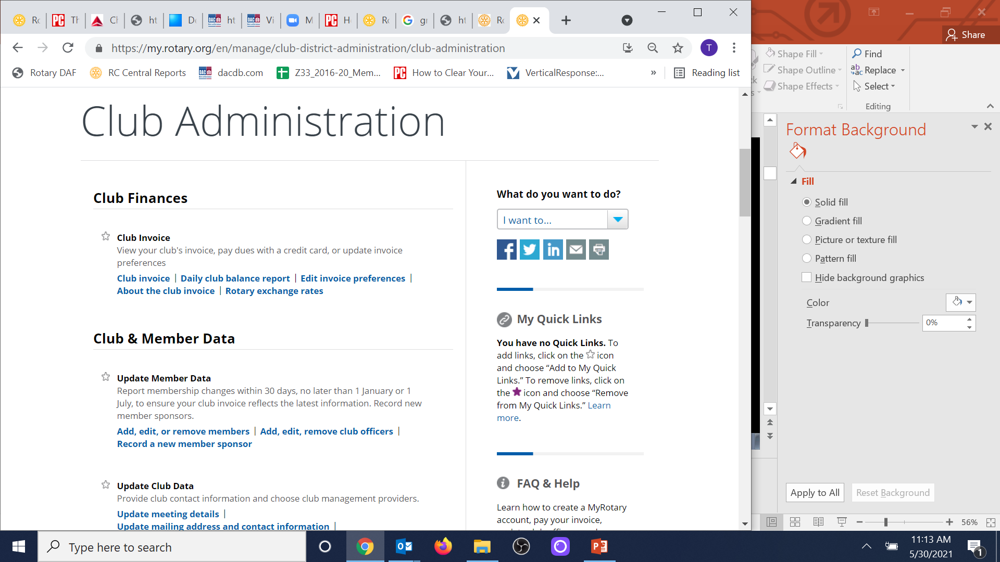 Rc
PC
Th
Cl
ht
De
DAC db
ht
DAC db
Vi
M
PC
H
Rc
G
gr
ht
Rc
Share
https://my.rotary.org/en/manage/club-district-administration/club-administration
T
Rotary DAF
RC Central Reports
dacdb.com
Z33_2016-20_Mem...
PC
How to Clear Your...
VerticalResponse:...
»
Reading list
Shape Fill
Shape Outline
Shape Effects
Find
Replace
Select
Editing
Club Administration
Club Finances
Club Invoice
View your club's invoice, pay dues with a credit card, or update invoice
preferences
Club invoice | Daily club balance report | Edit invoice preferences |
About the club invoice | Rotary exchange rates
Club & Member Data
Update Member Data
Report membership changes within 30 days, no later than 1 January or 1
July, to ensure your club invoice reflects the latest information. Record new
member sponsors.
Add, edit, or remove members | Add, edit, remove club officers |
Record a new member sponsor
Update Club Data
Provide club contact information and choose club management providers.
Update meeting details |
Update mailing address and contact information |
What do you want to do?
I want to...
My Quick Links
You have no Quick Links. To
add links, click on the ☆ icon
and choose “Add to My Quick
Links.” To remove links, click on
the ★ icon and choose “Remove
from My Quick Links.” Learn
more.
FAQ & Help
Learn how to create a MyRotary
account, pay your invoice,
Format Background
Fill
Solid fill
Gradient fill
Picture or texture fill
Pattern fill
Hide background graphics
Color
Transparency
0%
Apply to All
Reset Background
56%
Type here to search
11:13 AM
5/30/2021
1